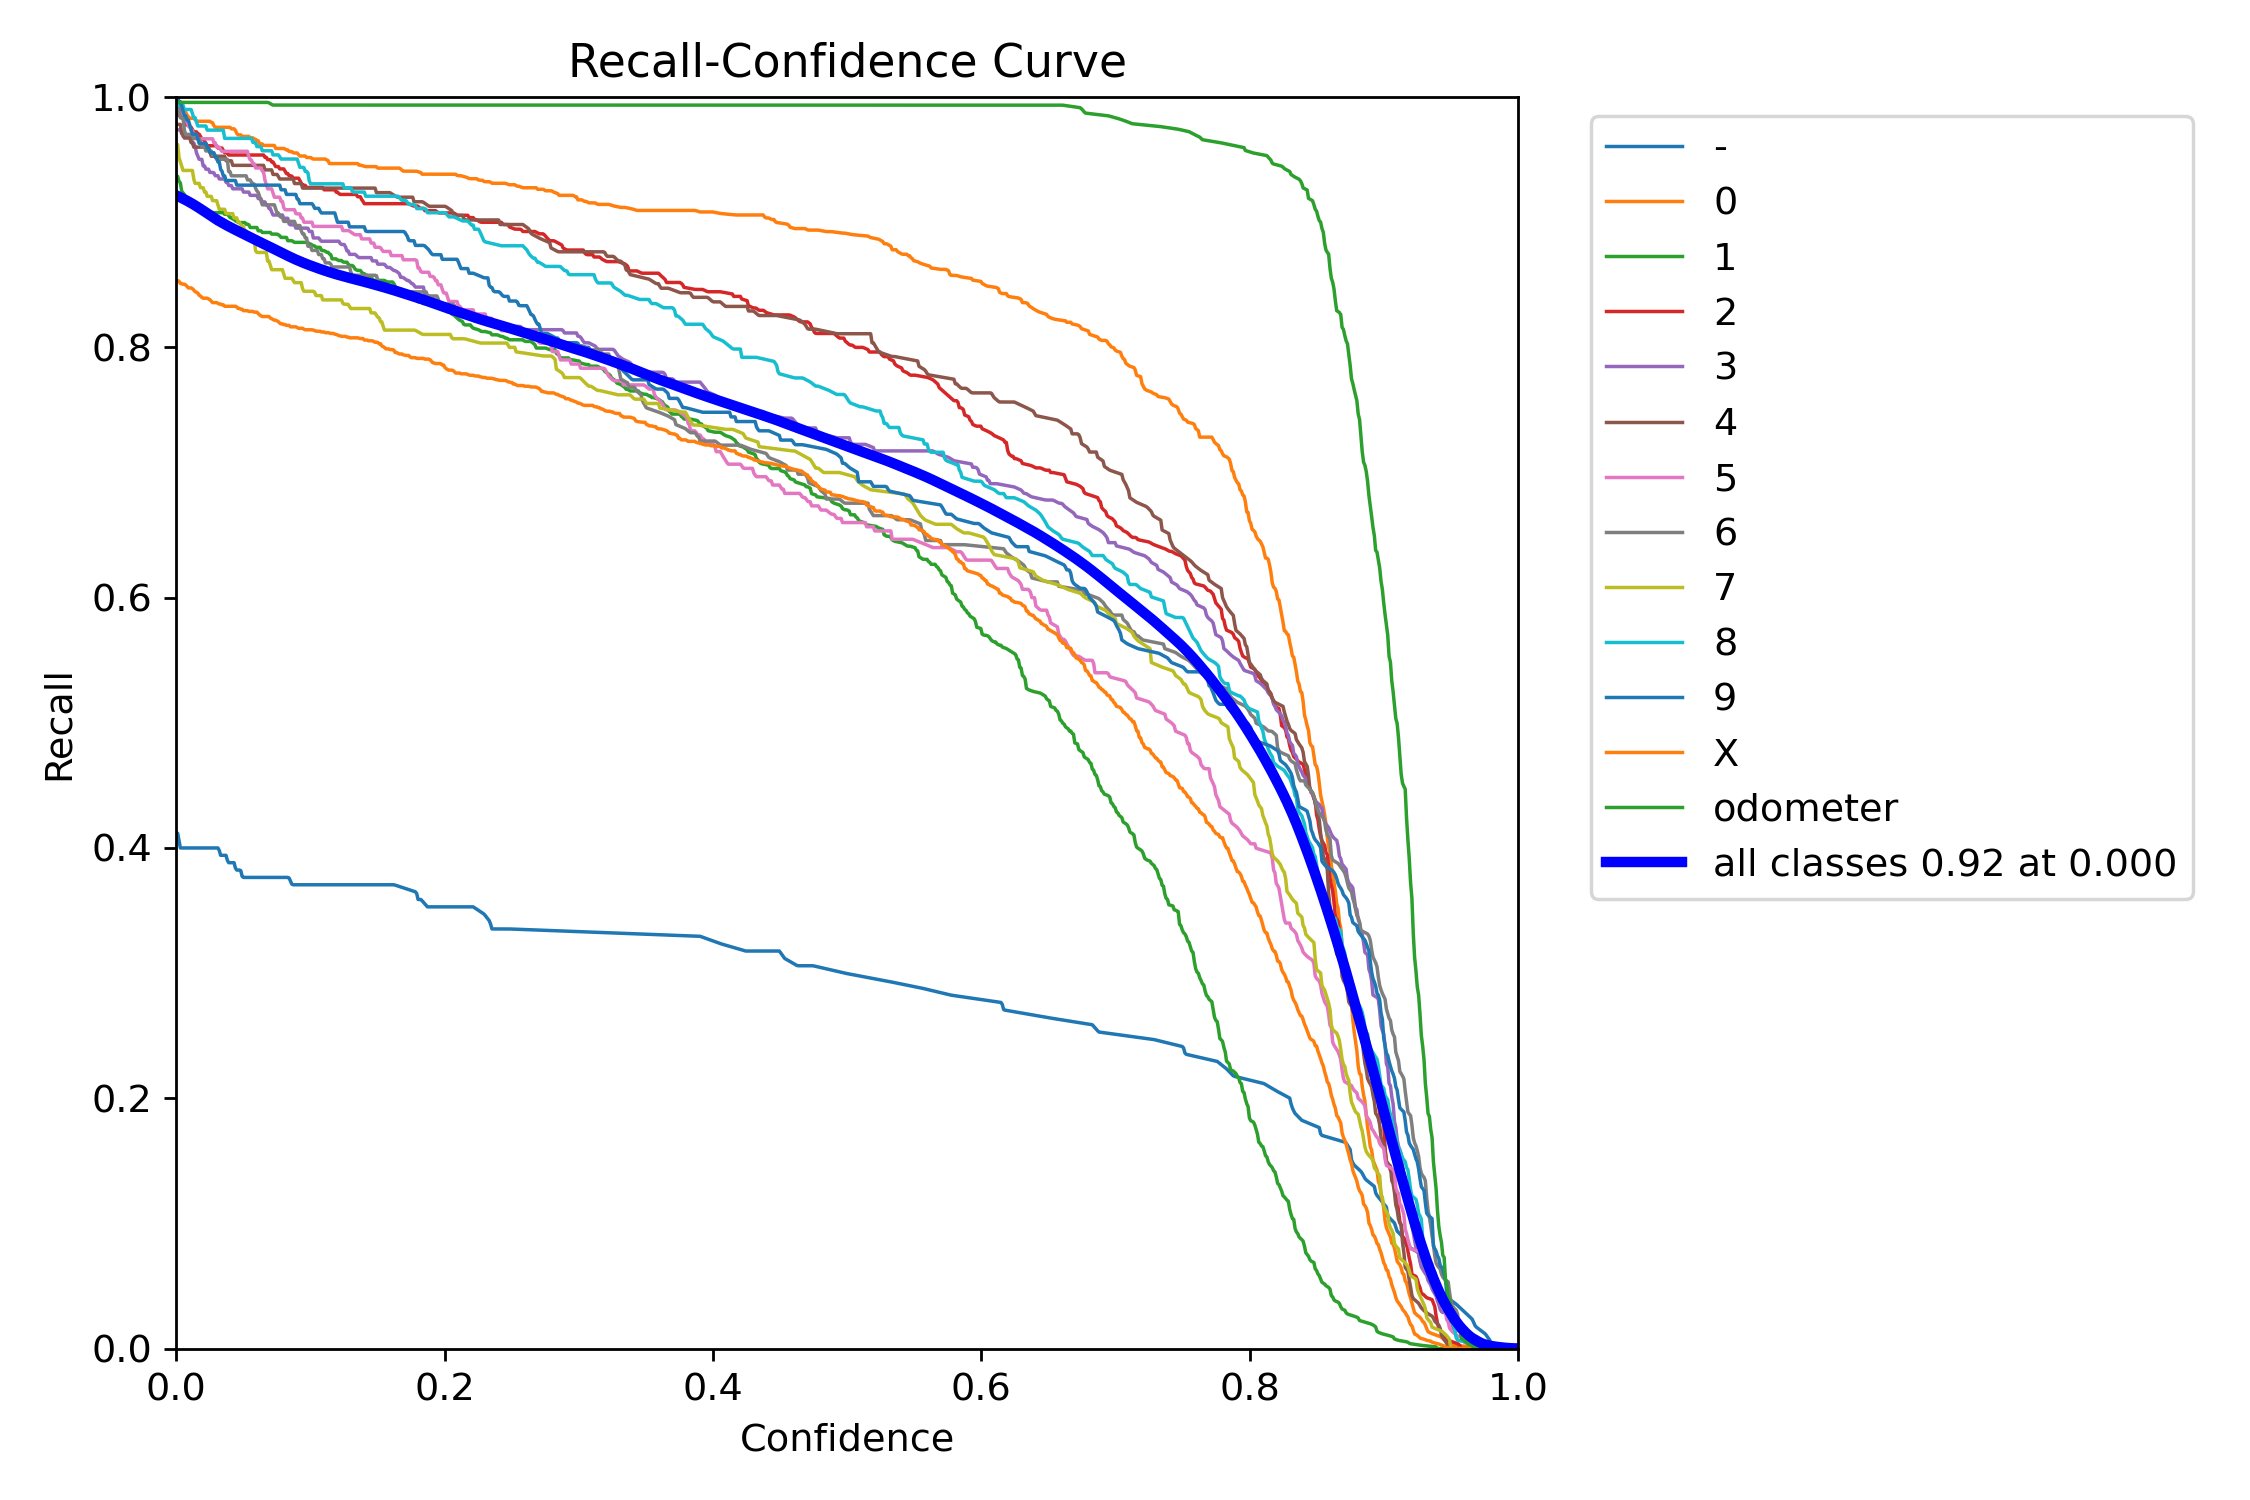 Recall-Confidence Curve
1.0
0.8
0.6
0.4
0.2
0.0
Recall
0.0 0.2 0.4 0.6 0.8 1.0
Confidence
-
0
1
2
3
4
5
6
7
8
9
X
odometer
all classes 0.92 at 0.000